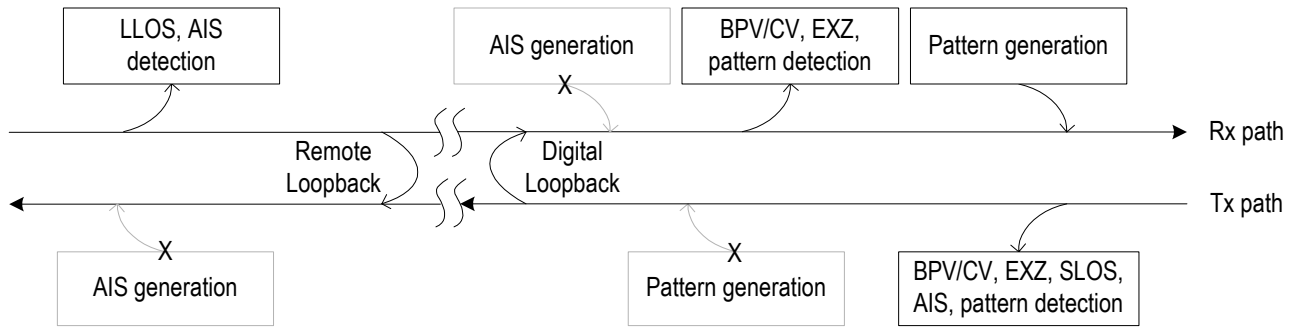 LLOS, AIS
detection
AIS generation
X
BPV/CV, EXZ,
pattern detection
Pattern generation
Rx path
Remote
Loopback
Digital
Loopback
Tx path
X
AIS generation
X
Pattern generation
BPV/CV, EXZ, SLOS,
AIS, pattern detection